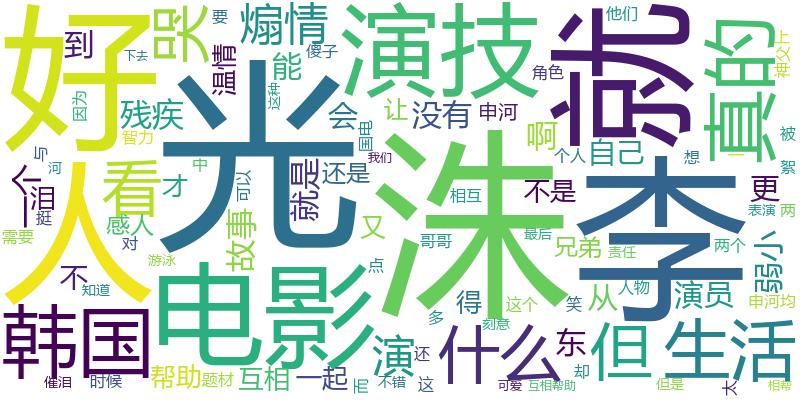 好
哭
要
煽情
演技
他们
就
真的
神父
到
下去
温情
傻子
能
这种
角色
因为
残疾
会
让
没有
申河
国电
啊
个人
自己
想
被
絮
智力
与
河
一个
泪
挺
看
中
才
光
可以
就是
还是
我们
洙
相互
不是
李
更
表演
两
人
感人
需要
对
不
知道
游泳
故事
又
点
哥哥
最后
兄弟
责任
两个
弱小
韩国
电影
得
多
这个
刻意
笑
从
人物
演员
申河均
催泪
时候
帮助
题材
互相
一起
而
演
还
不错
这
什么
可爱
东
互相帮助
却
但
但是
生活
太
相帮